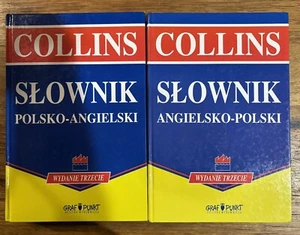 COLLINS
SŁOWNIK
POLSKO-ANGIELSKI
WYDANIE TRZECIE
GRAF PUNKT
COLLINS
SŁOWNIK
ANGIELSKO-POLSKI
WYDANIE TRZECIE
GRAF PUNKT